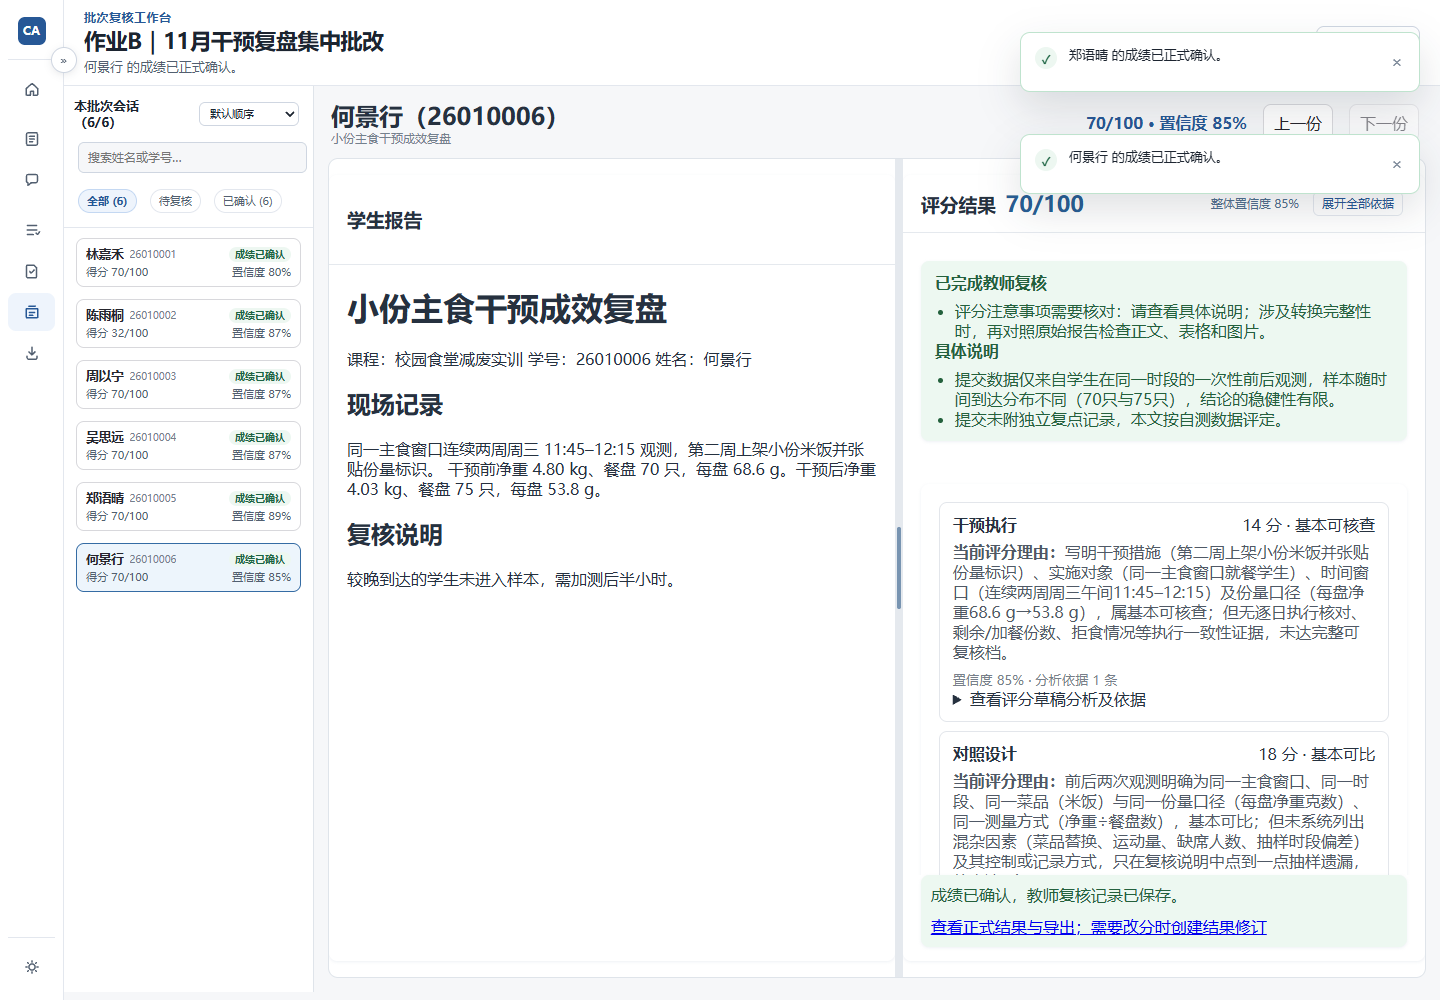 CA
»
批次复核工作台
作业B｜11月干预复盘集中批改
何景行 的成绩已正式确认。
郑语晴 的成绩已正式确认。
×
何景行 的成绩已正式确认。
×
本批次会话
（6/6）
默认顺序
搜索姓名或学号...
全部 (6)
待复核
已确认 (6)
林嘉禾 26010001 成绩已确认
得分 70/100 置信度 80%
陈雨桐 26010002 成绩已确认
得分 32/100 置信度 87%
周以宁 26010003 成绩已确认
得分 70/100 置信度 87%
吴思远 26010004 成绩已确认
得分 70/100 置信度 87%
郑语晴 26010005 成绩已确认
得分 70/100 置信度 89%
何景行 26010006 成绩已确认
得分 70/100 置信度 85%
何景行（26010006）
小份主食干预成效复盘
70/100 • 置信度 85%
上一份
下一份
学生报告
小份主食干预成效复盘
课程：校园食堂减废实训 学号：26010006 姓名：何景行
现场记录
同一主食窗口连续两周周三 11:45–12:15 观测，第二周上架小份米饭并张
贴份量标识。 干预前净重 4.80 kg、餐盘 70 只，每盘 68.6 g。干预后净重
4.03 kg、餐盘 75 只，每盘 53.8 g。
复核说明
较晚到达的学生未进入样本，需加测后半小时。
评分结果 70/100
整体置信度 85%
展开全部依据
已完成教师复核
• 评分注意事项需要核对：请查看具体说明；涉及转换完整性
时，再对照原始报告检查正文、表格和图片。
具体说明
• 提交数据仅来自学生在同一时段的一次性前后观测，样本随时
间到达分布不同（70只与75只），结论的稳健性有限。
• 提交未附独立复点记录，本文按自测数据评定。
干预执行 14 分 · 基本可核查
当前评分理由：写明干预措施（第二周上架小份米饭并张贴
份量标识）、实施对象（同一主食窗口就餐学生）、时间窗
口（连续两周周三午间11:45–12:15）及份量口径（每盘净
重68.6 g→53.8 g），属基本可核查；但无逐日执行核对、
剩余/加餐份数、拒食情况等执行一致性证据，未达完整可
复核档。
置信度 85% · 分析依据 1 条
查看评分草稿分析及依据
对照设计 18 分 · 基本可比
当前评分理由：前后两次观测明确为同一主食窗口、同一时
段、同一菜品（米饭）与同一份量口径（每盘净重克数）、
同一测量方式（净重÷餐盘数），基本可比；但未系统列出
混杂因素（菜品替换、运动量、缺席人数、抽样时段偏差）
及其控制或记录方式，只在复核说明中点到一点抽样遗漏，
成绩已确认，教师复核记录已保存。
查看正式结果与导出；需要改分时创建结果修订